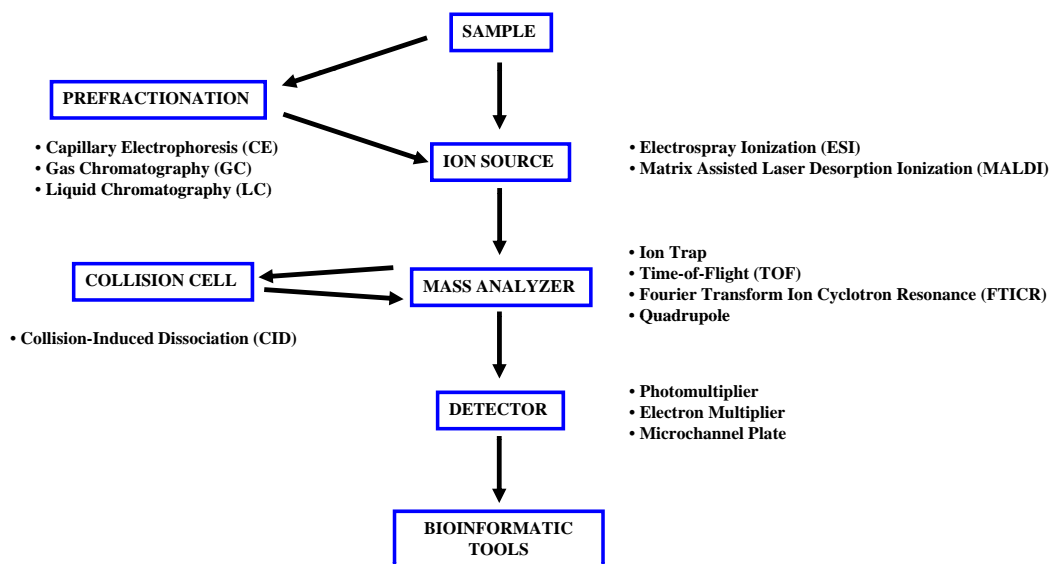 SAMPLE
PREFRACTIONATION
• Capillary Electrophoresis (CE)
• Gas Chromatography (GC)
• Liquid Chromatography (LC)
ION SOURCE
• Electrospray Ionization (ESI)
• Matrix Assisted Laser Desorption Ionization (MALDI)
COLLISION CELL
• Collision-Induced Dissociation (CID)
MASS ANALYZER
• Ion Trap
• Time-of-Flight (TOF)
• Fourier Transform Ion Cyclotron Resonance (FTICR)
• Quadrupole
DETECTOR
• Photomultiplier
• Electron Multiplier
• Microchannel Plate
BIOINFORMATIC
TOOLS